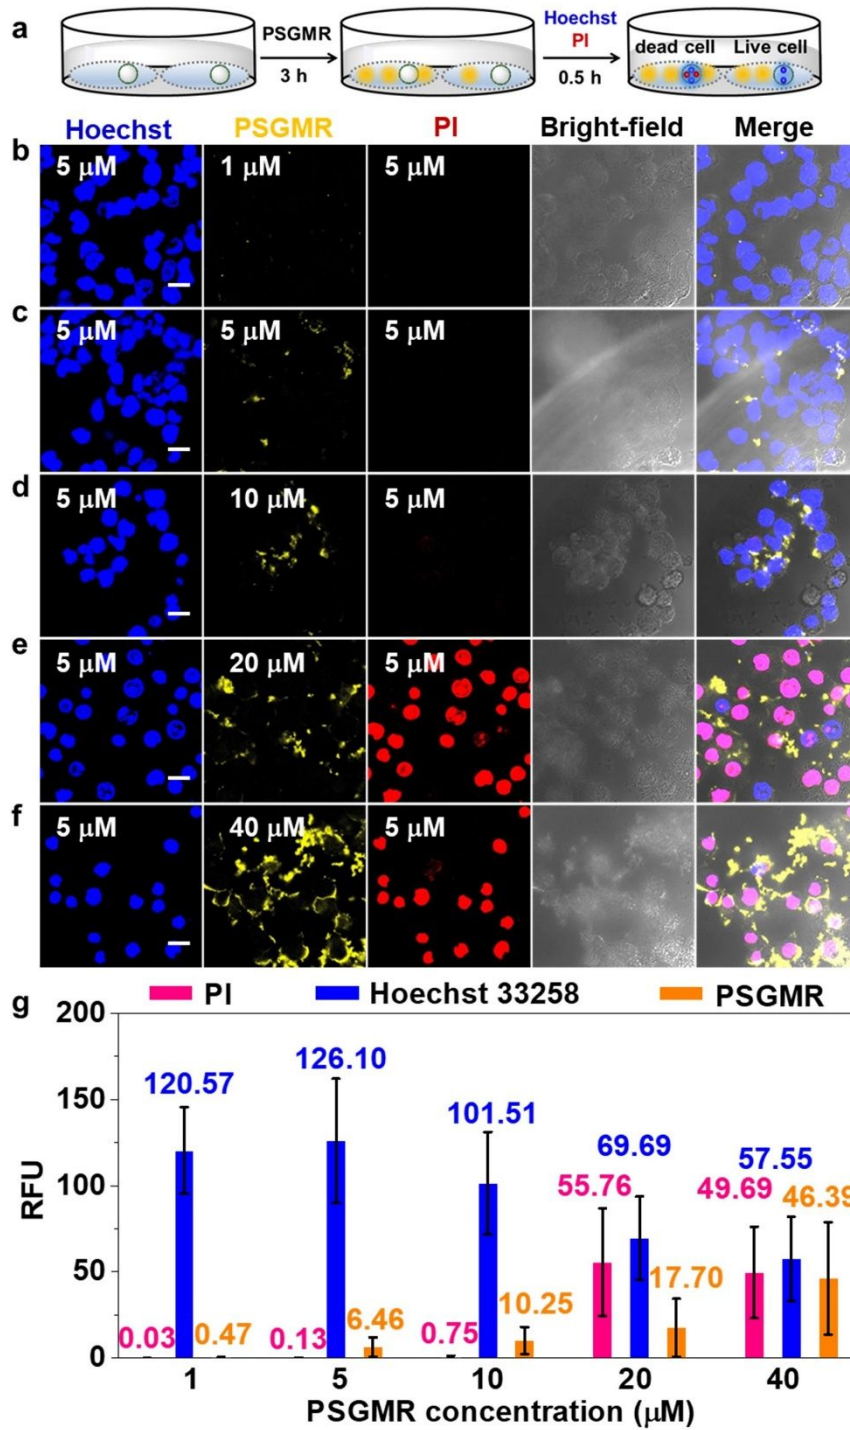 a
PSGMR
3 h
Hoechst
PI
0.5 h
dead cell Live cell
Hoechst PSGMR PI Bright-field Merge
b
5 μM 1 μM 5 μM
c
5 μM 5 μM 5 μM
d
5 μM 10 μM 5 μM
e
5 μM 20 μM 5 μM
f
5 μM 40 μM 5 μM
g
PI Hoechst 33258 PSGMR
200
150
100
50
0
RFU
120.57
126.10
101.51
69.69
57.55
55.76
49.69
46.39
17.70
0.03 0.47 0.13 6.46 0.75 10.25
1 5 10 20 40
PSGMR concentration (μM)